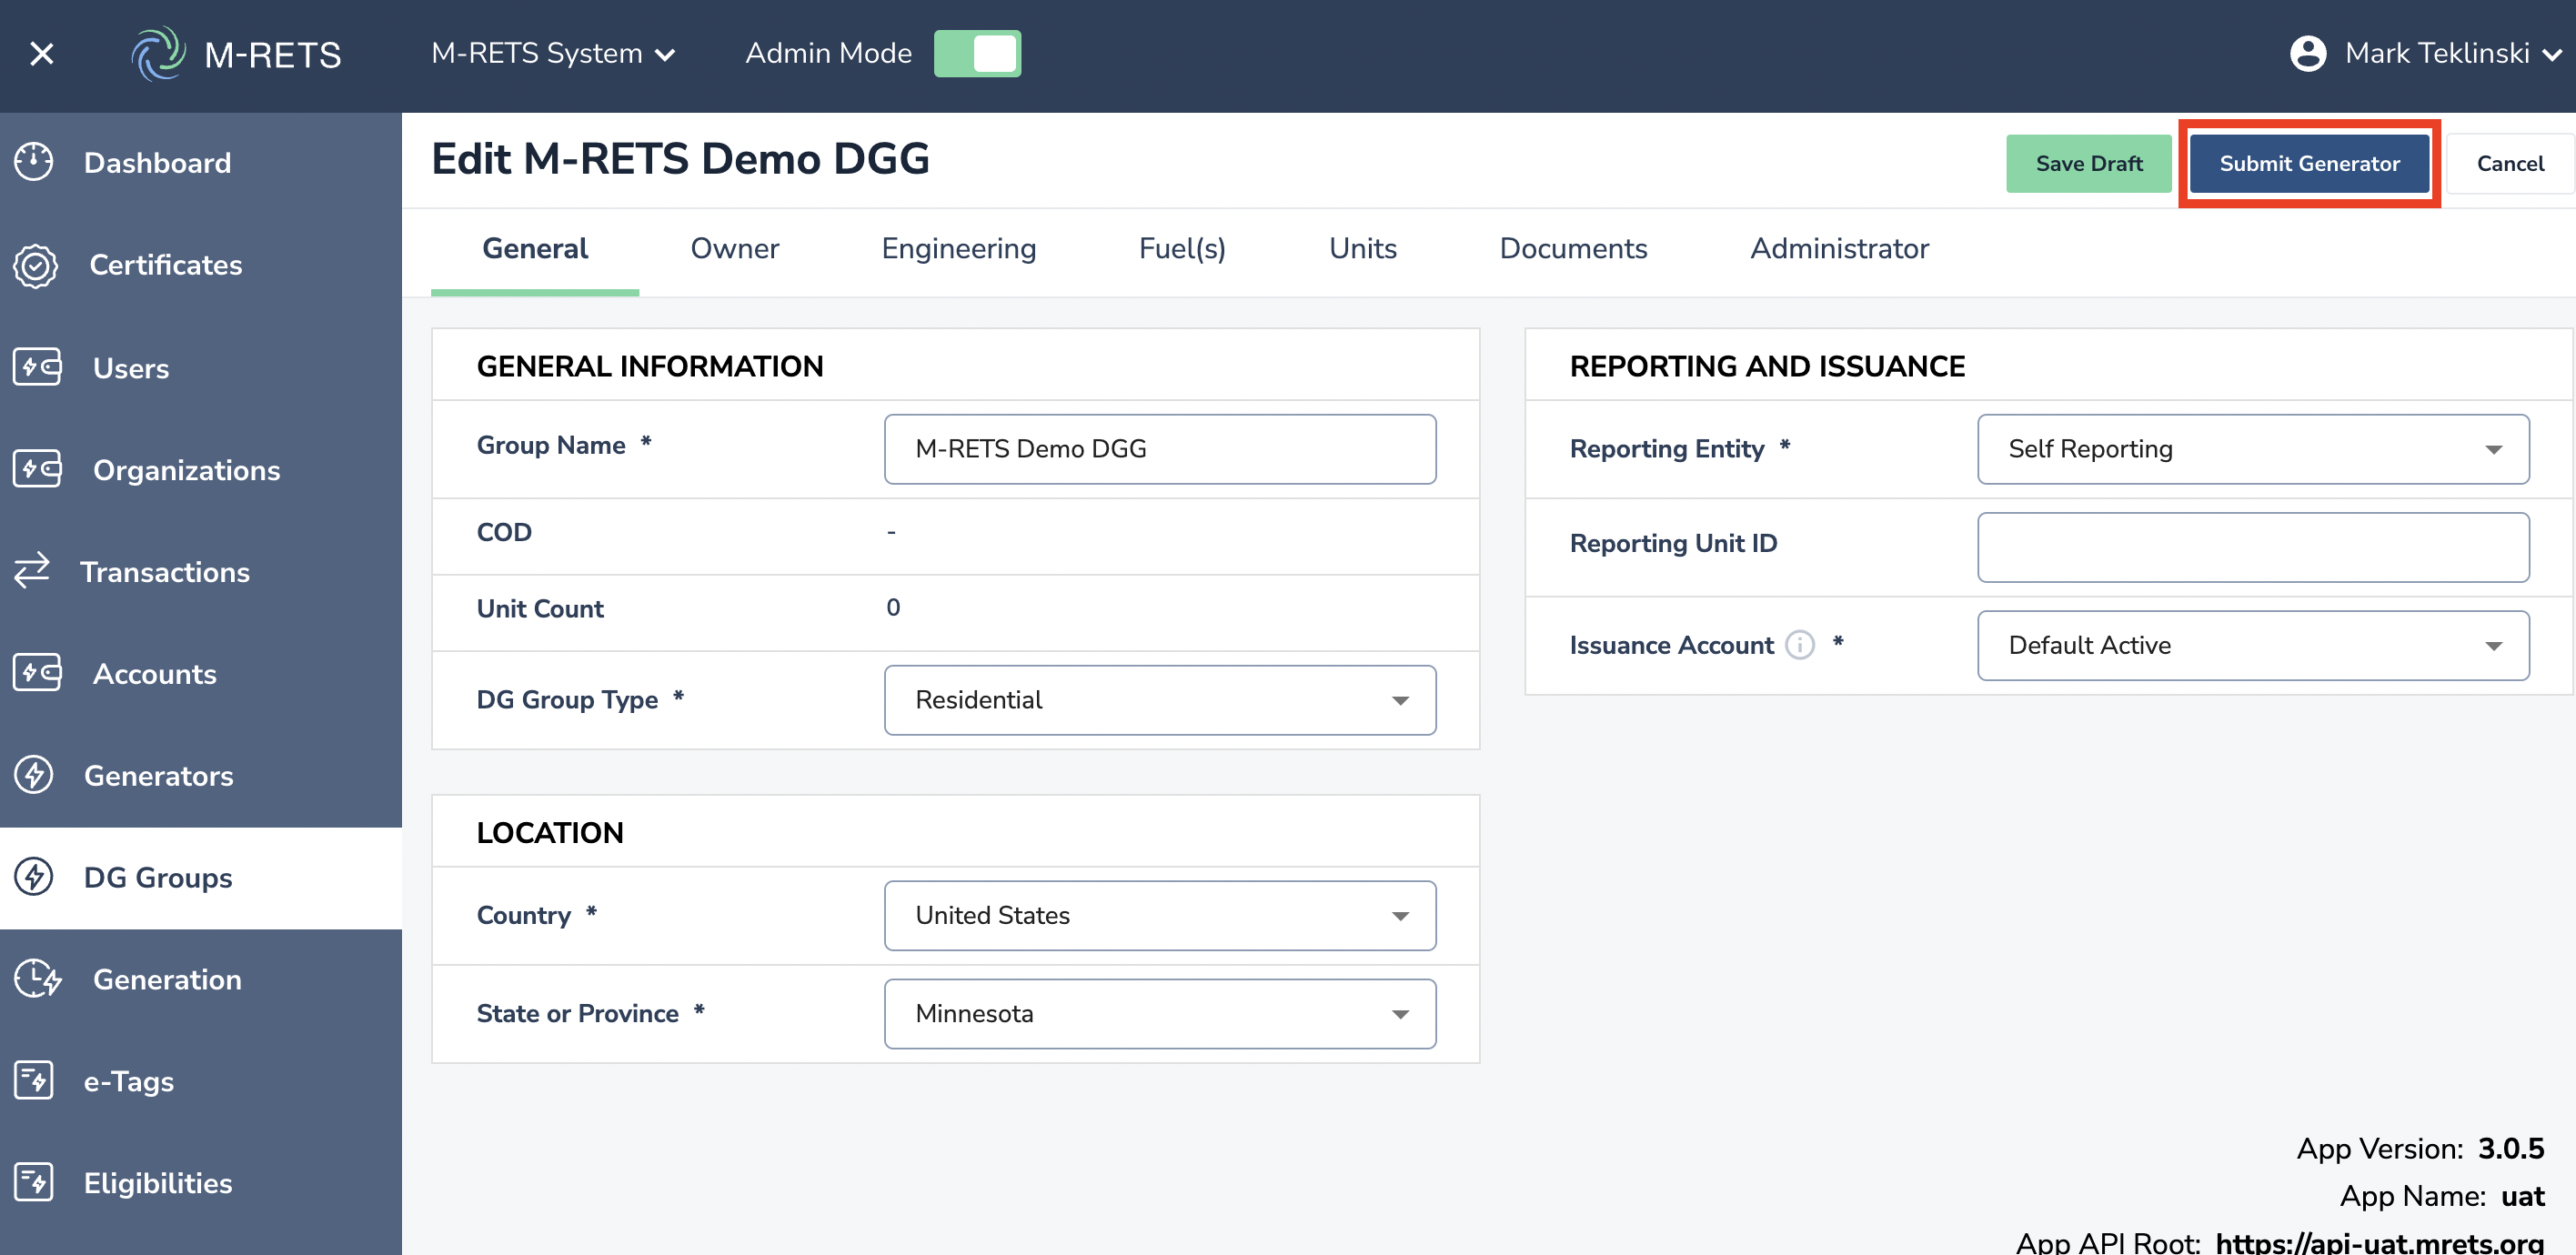 M-RETS
M-RETS System
Admin Mode
Mark Teklinski
Dashboard
Certificates
Users
Organizations
Transactions
Accounts
Generators
DG Groups
Generation
e-Tags
Eligibilities
Edit M-RETS Demo DGG
Save Draft
Submit Generator
Cancel
General
Owner
Engineering
Fuel(s)
Units
Documents
Administrator
GENERAL INFORMATION
Group Name * M-RETS Demo DGG
COD -
Unit Count 0
DG Group Type * Residential
LOCATION
Country * United States
State or Province * Minnesota
REPORTING AND ISSUANCE
Reporting Entity * Self Reporting
Reporting Unit ID
Issuance Account i * Default Active
App Version: 3.0.5
App Name: uat
App API Root: https://api-uat.mrets.org